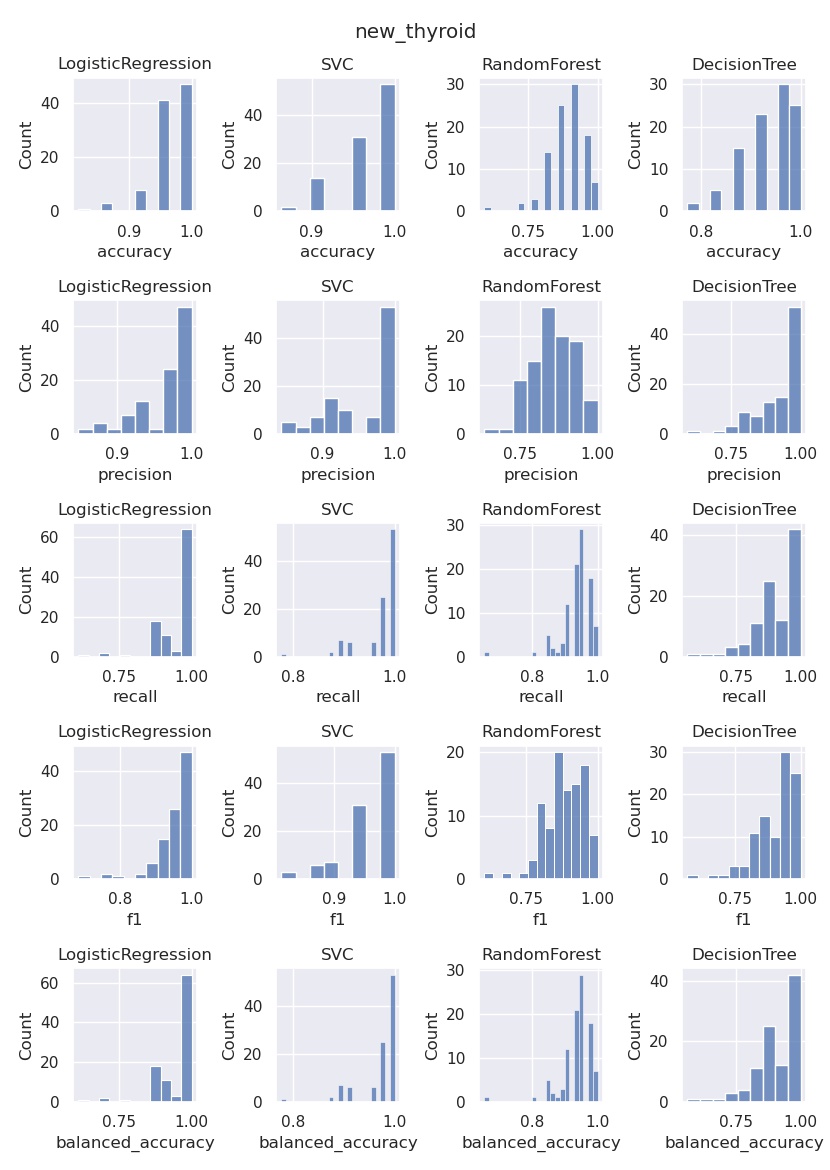 new_thyroid
LogisticRegression SVC RandomForest DecisionTree
Count 40 20 0 0.9 1.0 accuracy
Count 40 20 0 0.9 1.0 accuracy
Count 30 20 10 0 0.75 1.00 accuracy
Count 30 20 10 0 0.8 1.0 accuracy
LogisticRegression SVC RandomForest DecisionTree
Count 40 20 0 0.9 1.0 precision
Count 40 20 0 0.9 1.0 precision
Count 20 10 0 0.75 1.00 precision
Count 40 20 0 0.75 1.00 precision
LogisticRegression SVC RandomForest DecisionTree
Count 60 40 20 0 0.75 1.00 recall
Count 40 20 0 0.8 1.0 recall
Count 30 20 10 0 0.8 1.0 recall
Count 40 20 0 0.75 1.00 recall
LogisticRegression SVC RandomForest DecisionTree
Count 40 20 0 0.8 1.0 f1
Count 40 20 0 0.9 1.0 f1
Count 20 10 0 0.75 1.00 f1
Count 30 20 10 0 0.75 1.00 f1
LogisticRegression SVC RandomForest DecisionTree
Count 60 40 20 0 0.75 1.00 balanced_accuracy
Count 40 20 0 0.8 1.0 balanced_accuracy
Count 30 20 10 0 0.8 1.0 balanced_accuracy
Count 40 20 0 0.75 1.00 balanced_accuracy